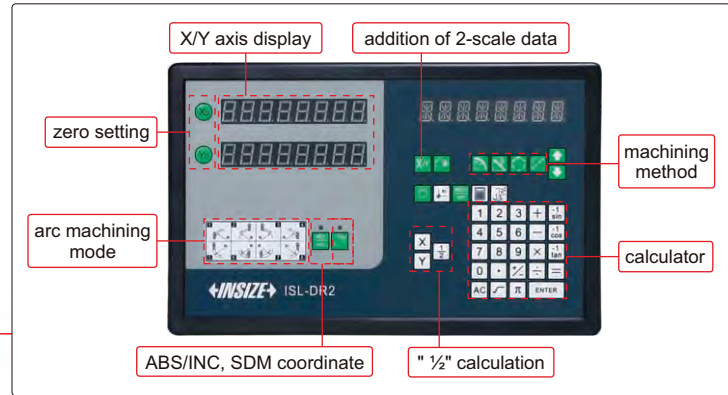 X/Y axis display
addition of 2-scale data
zero setting
machining
method
arc machining
mode
1 2 3 + sin
4 5 6 − cos
7 8 9 × tan
0 · +/− ÷ =
AC √ π ENTER
X
Y
½
calculator
INSIZE ISL-DR2
ABS/INC, SDM coordinate
" ½" calculation